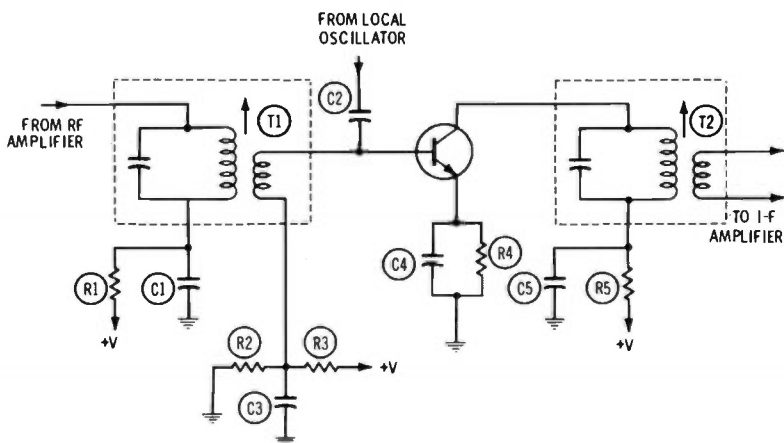 FROM LOCAL
OSCILLATOR
C2
T1
T2
FROM RF
AMPLIFIER
TO I-F
AMPLIFIER
C4
R4
R1
C1
C5
R5
+V
+V
R2
R3
+V
C3